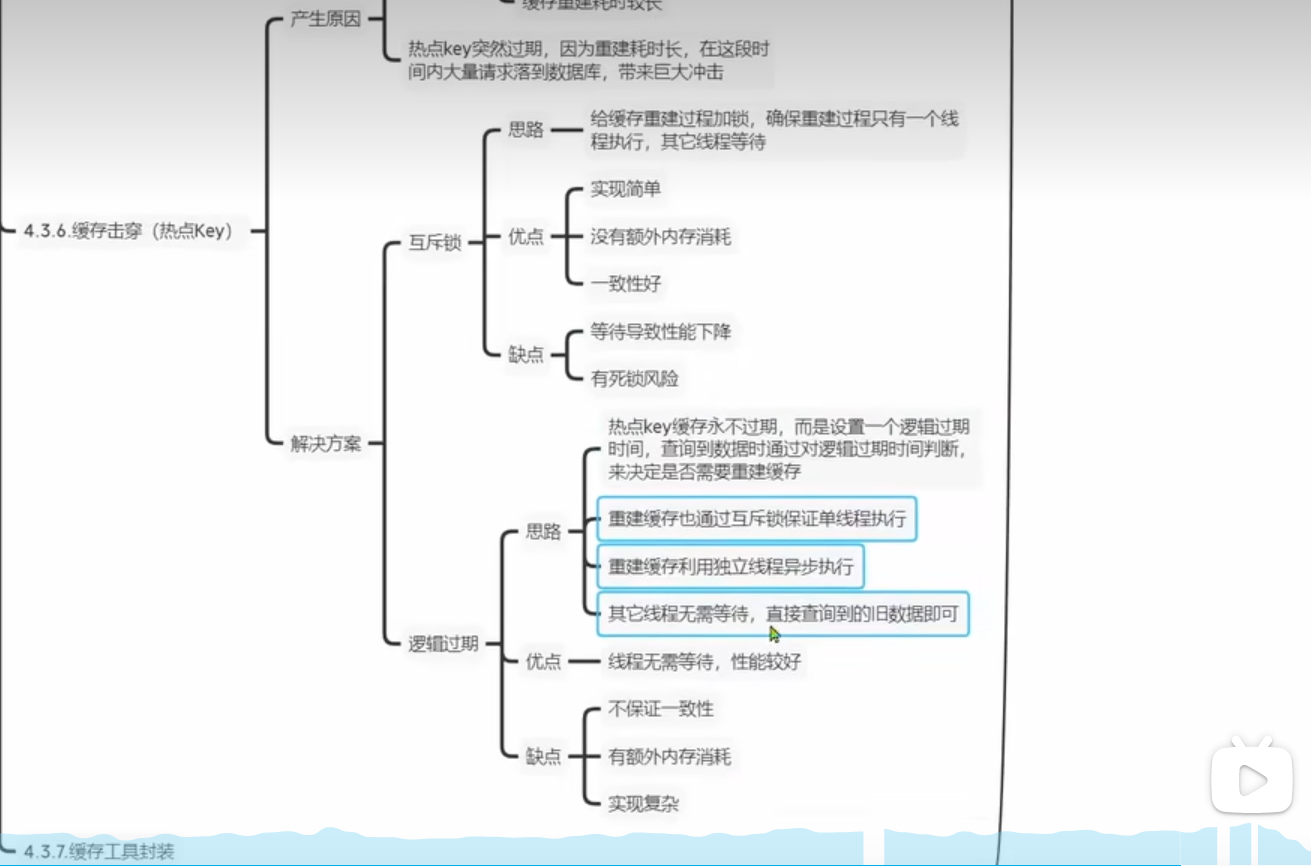 缓存重建耗时较长
产生原因
热点key突然过期，因为重建耗时长，在这段时
间内大量请求落到数据库，带来巨大冲击
给缓存重建过程加锁，确保重建过程只有一个线
程执行，其它线程等待
思路
实现简单
4.3.6.缓存击穿（热点Key）
互斥锁
优点
没有额外内存消耗
一致性好
等待导致性能下降
缺点
有死锁风险
解决方案
热点key缓存永不过期，而是设置一个逻辑过期
时间，查询到数据时通过对逻辑过期时间判断，
来决定是否需要重建缓存
思路
重建缓存也通过互斥锁保证单线程执行
重建缓存利用独立线程异步执行
其它线程无需等待，直接查询到的旧数据即可
逻辑过期
优点
线程无需等待，性能较好
不保证一致性
缺点
有额外内存消耗
实现复杂
4.3.7.缓存工具封装